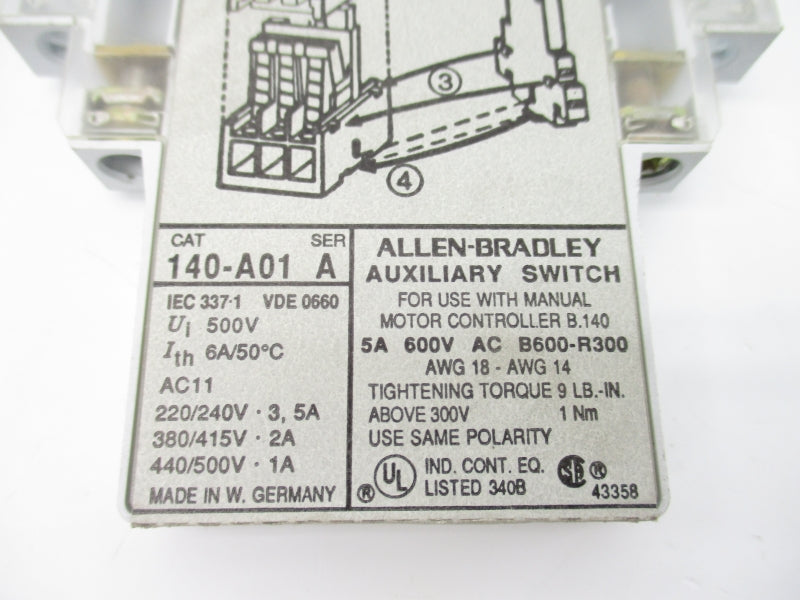 ③
④
CAT SER
140-A01 A
IEC 337-1 VDE 0660
Ui 500V
Ith 6A/50°C
AC11
220/240V · 3, 5A
380/415V · 2A
440/500V · 1A
MADE IN W. GERMANY
ALLEN-BRADLEY
AUXILIARY SWITCH
FOR USE WITH MANUAL
MOTOR CONTROLLER B.140
5A 600V AC B600-R300
AWG 18 - AWG 14
TIGHTENING TORQUE 9 LB.-IN.
ABOVE 300V 1 Nm
USE SAME POLARITY
® UL IND. CONT. EQ. SA ®
LISTED 340B 43358